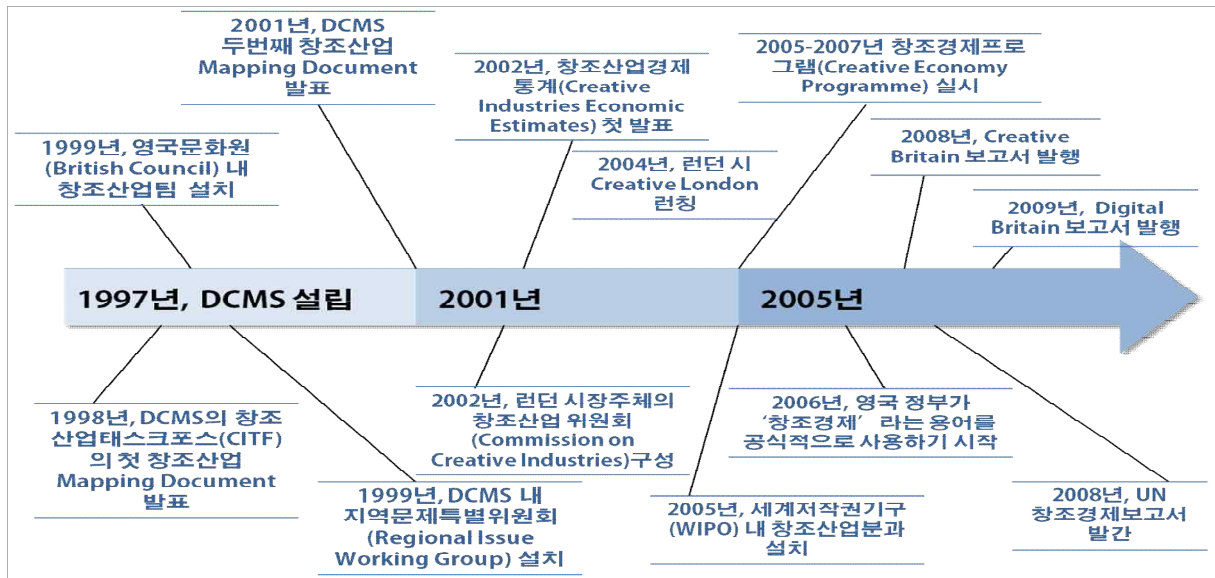 2001년, DCMS
두번째 창조산업
Mapping Document
발표
2002년, 창조산업경제
통계(Creative
Industries Economic
Estimates) 첫 발표
2005-2007년 창조경제프로
그램(Creative Economy
Programme) 실시
1999년, 영국문화원
(British Council) 내
창조산업팀 설치
2004년, 런던 시
Creative London
런칭
2008년, Creative
Britain 보고서 발행
2009년, Digital
Britain 보고서 발행
1997년, DCMS 설립
2001년
2005년
1998년, DCMS의 창조
산업태스크포스(CITF)
의 첫 창조산업
Mapping Document
발표
1999년, DCMS 내
지역문제특별위원회
(Regional Issue
Working Group) 설치
2002년, 런던 시장주체의
창조산업 위원회
(Commission on
Creative Industries)구성
2005년, 세계저작권기구
(WIPO) 내 창조산업분과
설치
2006년, 영국 정부가
‘창조경제’ 라는 용어를
공식적으로 사용하기 시작
2008년, UN
창조경제보고서
발간